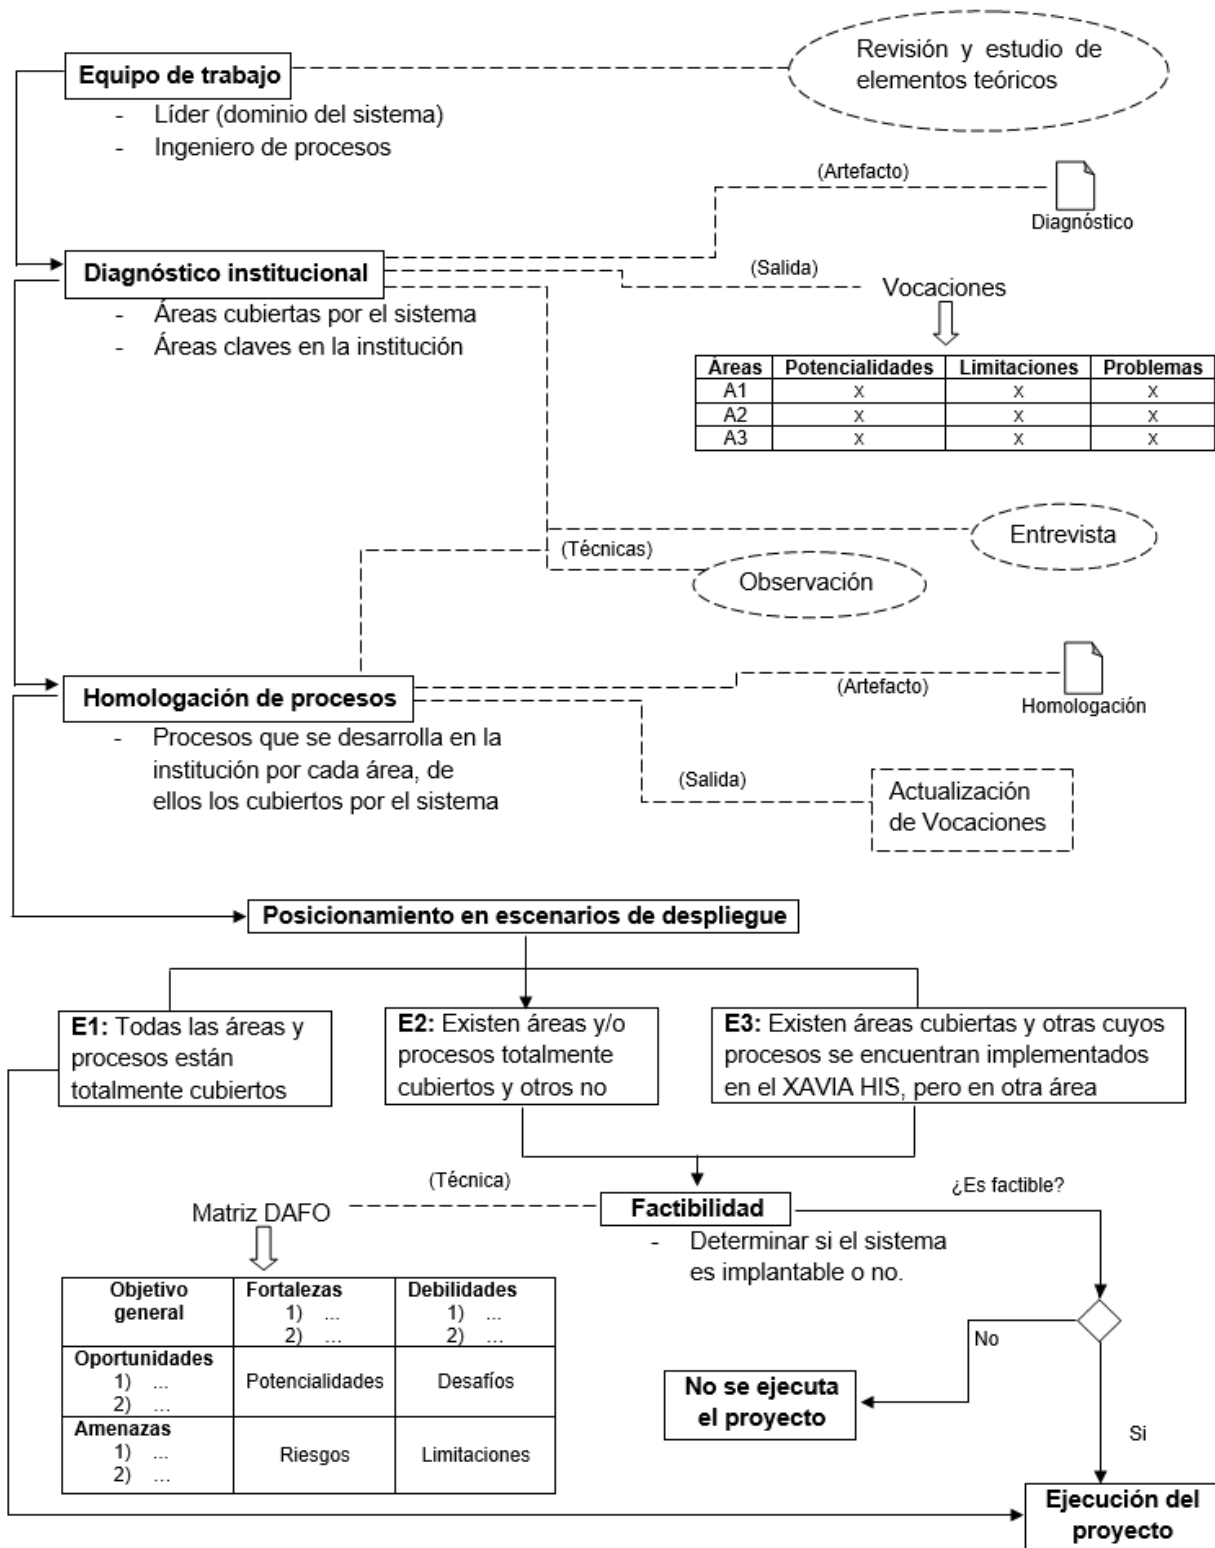 Equipo de trabajo
- Líder (dominio del sistema)
- Ingeniero de procesos
Revisión y estudio de
elementos teóricos
(Artefacto)
Diagnóstico
Diagnóstico institucional
- Áreas cubiertas por el sistema
- Áreas claves en la institución
(Salida)
Vocaciones
Áreas Potencialidades Limitaciones Problemas
A1 x x x
A2 x x x
A3 x x x
(Técnicas)
Entrevista
Observación
Homologación de procesos
- Procesos que se desarrolla en la
institución por cada área, de
ellos los cubiertos por el sistema
(Artefacto)
Homologación
(Salida)
Actualización
de Vocaciones
Posicionamiento en escenarios de despliegue
E1: Todas las áreas y
procesos están
totalmente cubiertos
E2: Existen áreas y/o
procesos totalmente
cubiertos y otros no
E3: Existen áreas cubiertas y otras cuyos
procesos se encuentran implementados
en el XAVIA HIS, pero en otra área
(Técnica)
Matriz DAFO
Factibilidad
- Determinar si el sistema
es implantable o no.
¿Es factible?
Objetivo
general
Fortalezas
1) ...
2) ...
Debilidades
1) ...
2) ...
Oportunidades
1) ...
2) ...
Potencialidades
Desafíos
Amenazas
1) ...
2) ...
Riesgos
Limitaciones
No
No se ejecuta
el proyecto
Si
Ejecución del
proyecto